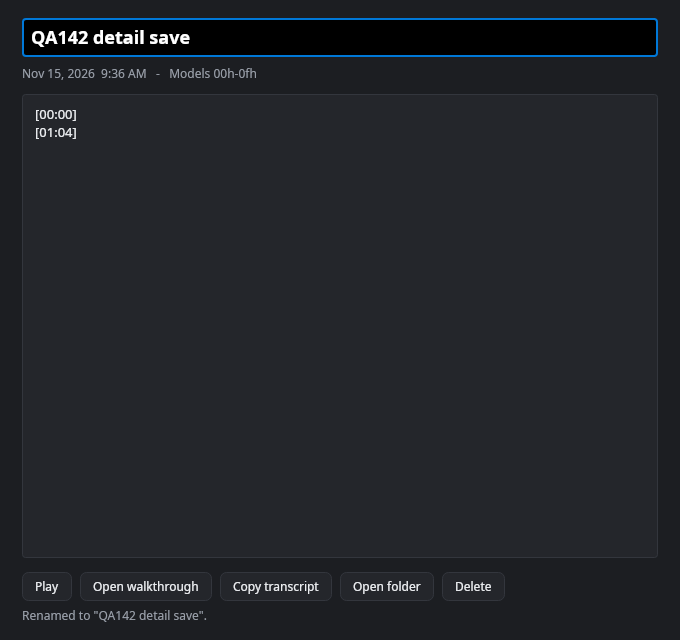 QA142 detail save
Nov 15, 2026 9:36 AM - Models 00h-0fh
[00:00]
[01:04]
Play Open walkthrough Copy transcript Open folder Delete
Renamed to "QA142 detail save".